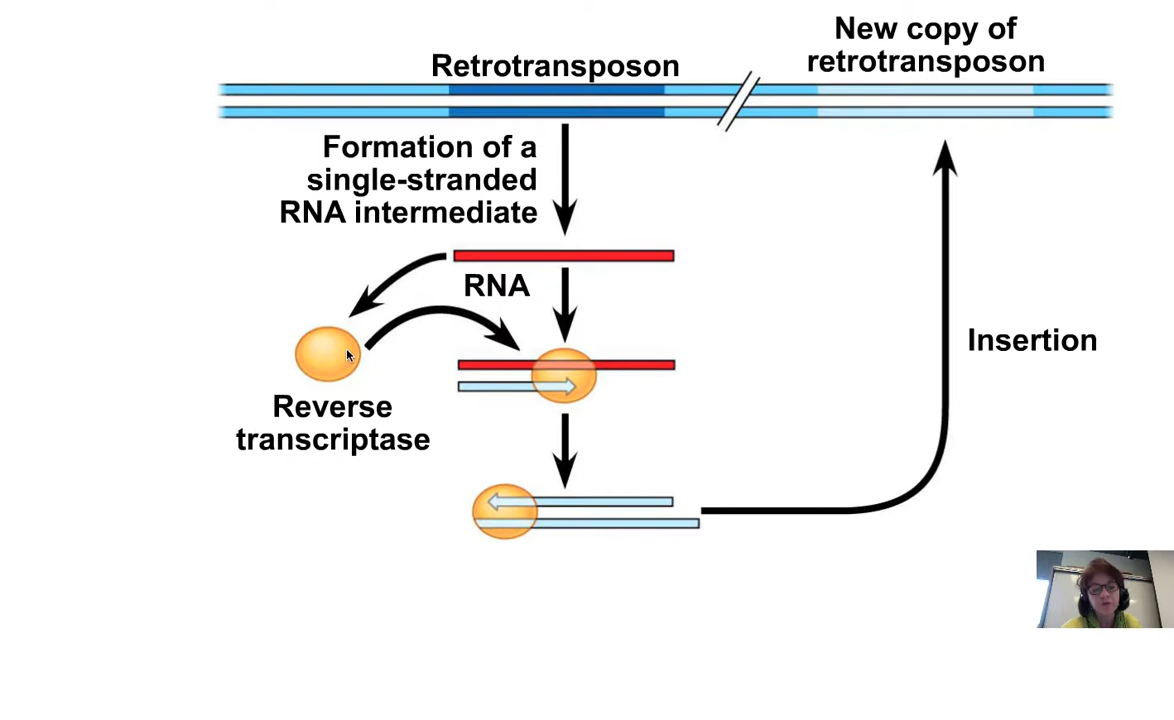 New copy of
retrotransposon
Retrotransposon
Formation of a
single-stranded
RNA intermediate
RNA
Insertion
Reverse
transcriptase